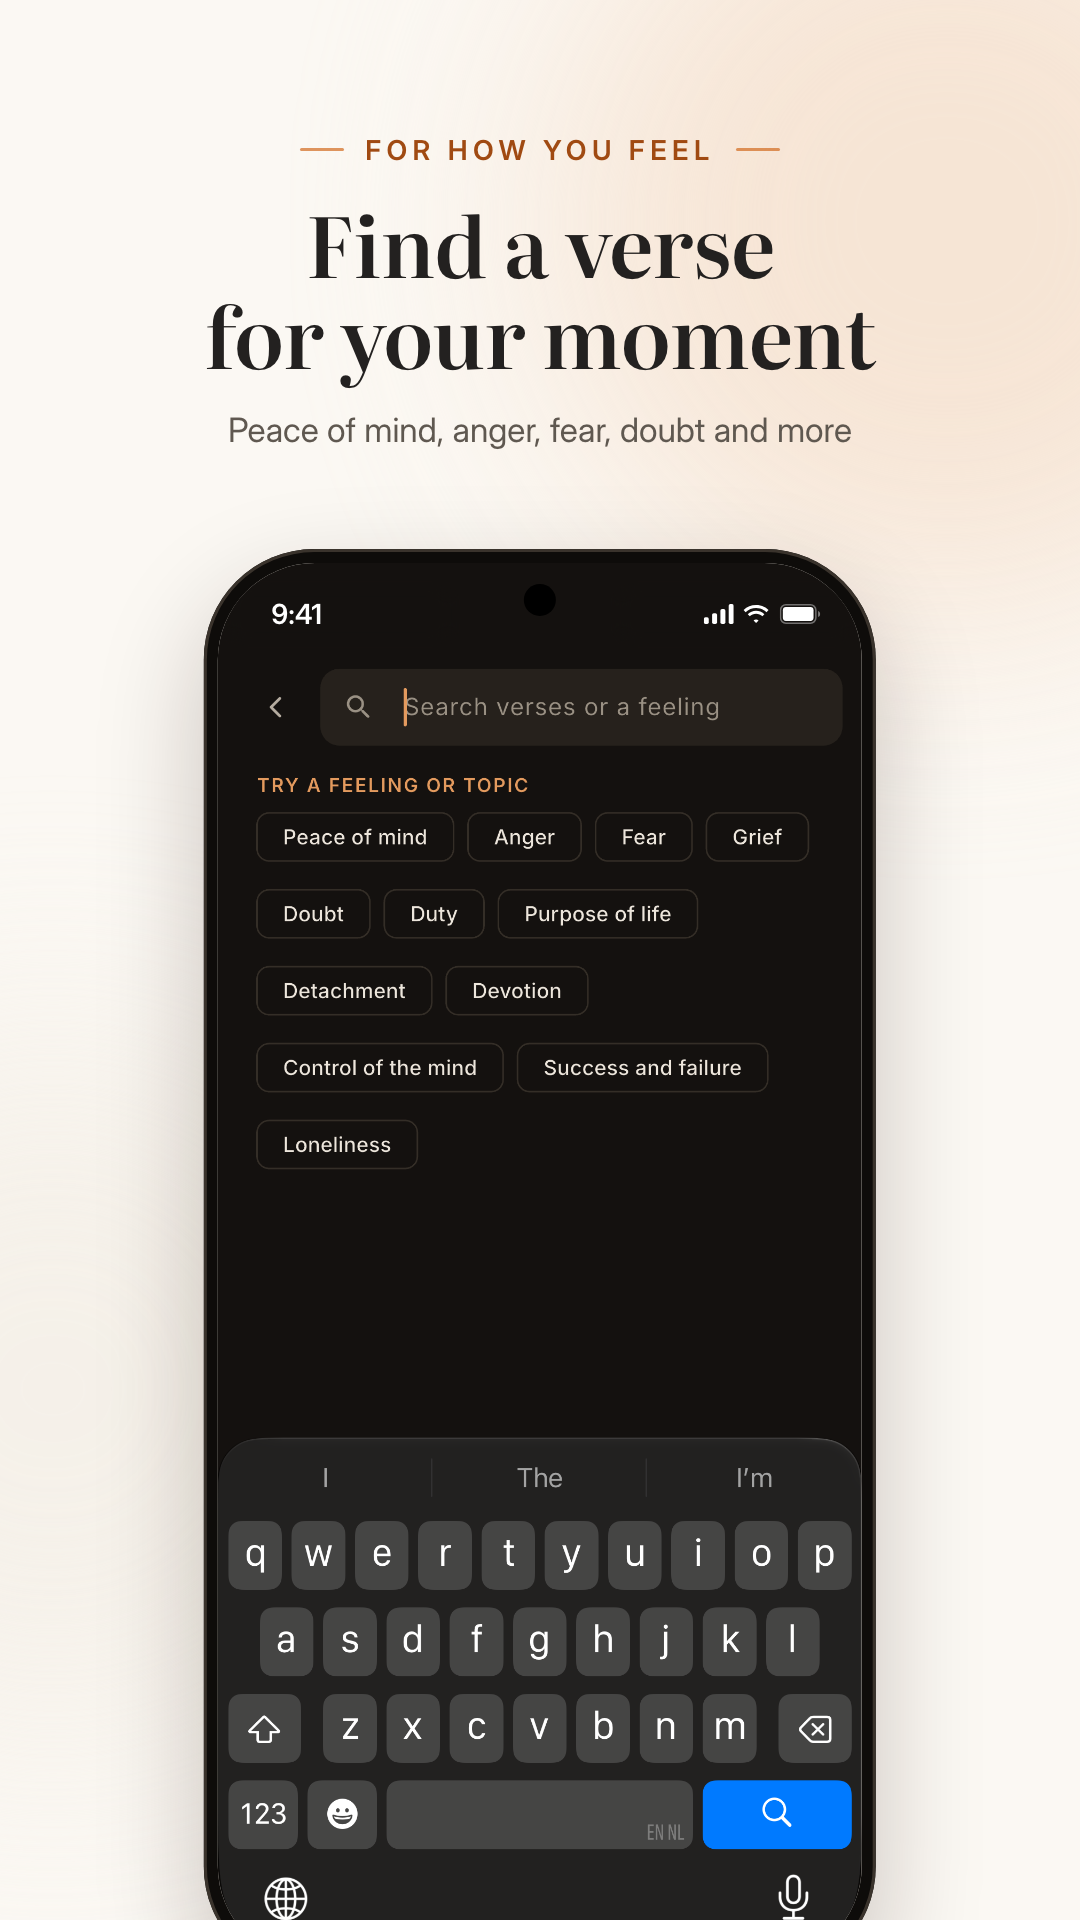 FOR HOW YOU FEEL
Find a verse
for your moment
Peace of mind, anger, fear, doubt and more
9:41
Search verses or a feeling
TRY A FEELING OR TOPIC
Peace of mind Anger Fear Grief
Doubt Duty Purpose of life
Detachment Devotion
Control of the mind Success and failure
Loneliness
I The I’m
q w e r t y u i o p
a s d f g h j k l
z x c v b n m
123 EN NL